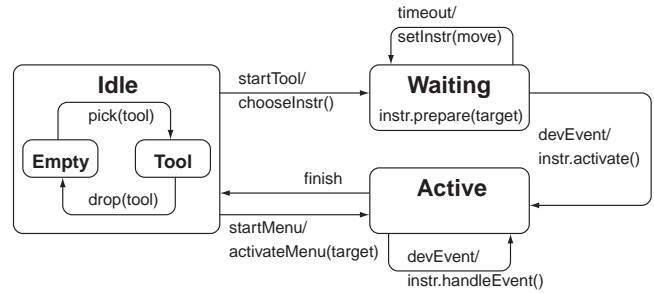 timeout/
setInstr(move)
Idle
startTool/
chooseInstr()
Waiting
instr.prepare(target)
pick(tool)
Empty
Tool
drop(tool)
devEvent/
instr.activate()
finish
Active
startMenu/
activateMenu(target)
devEvent/
instr.handleEvent()